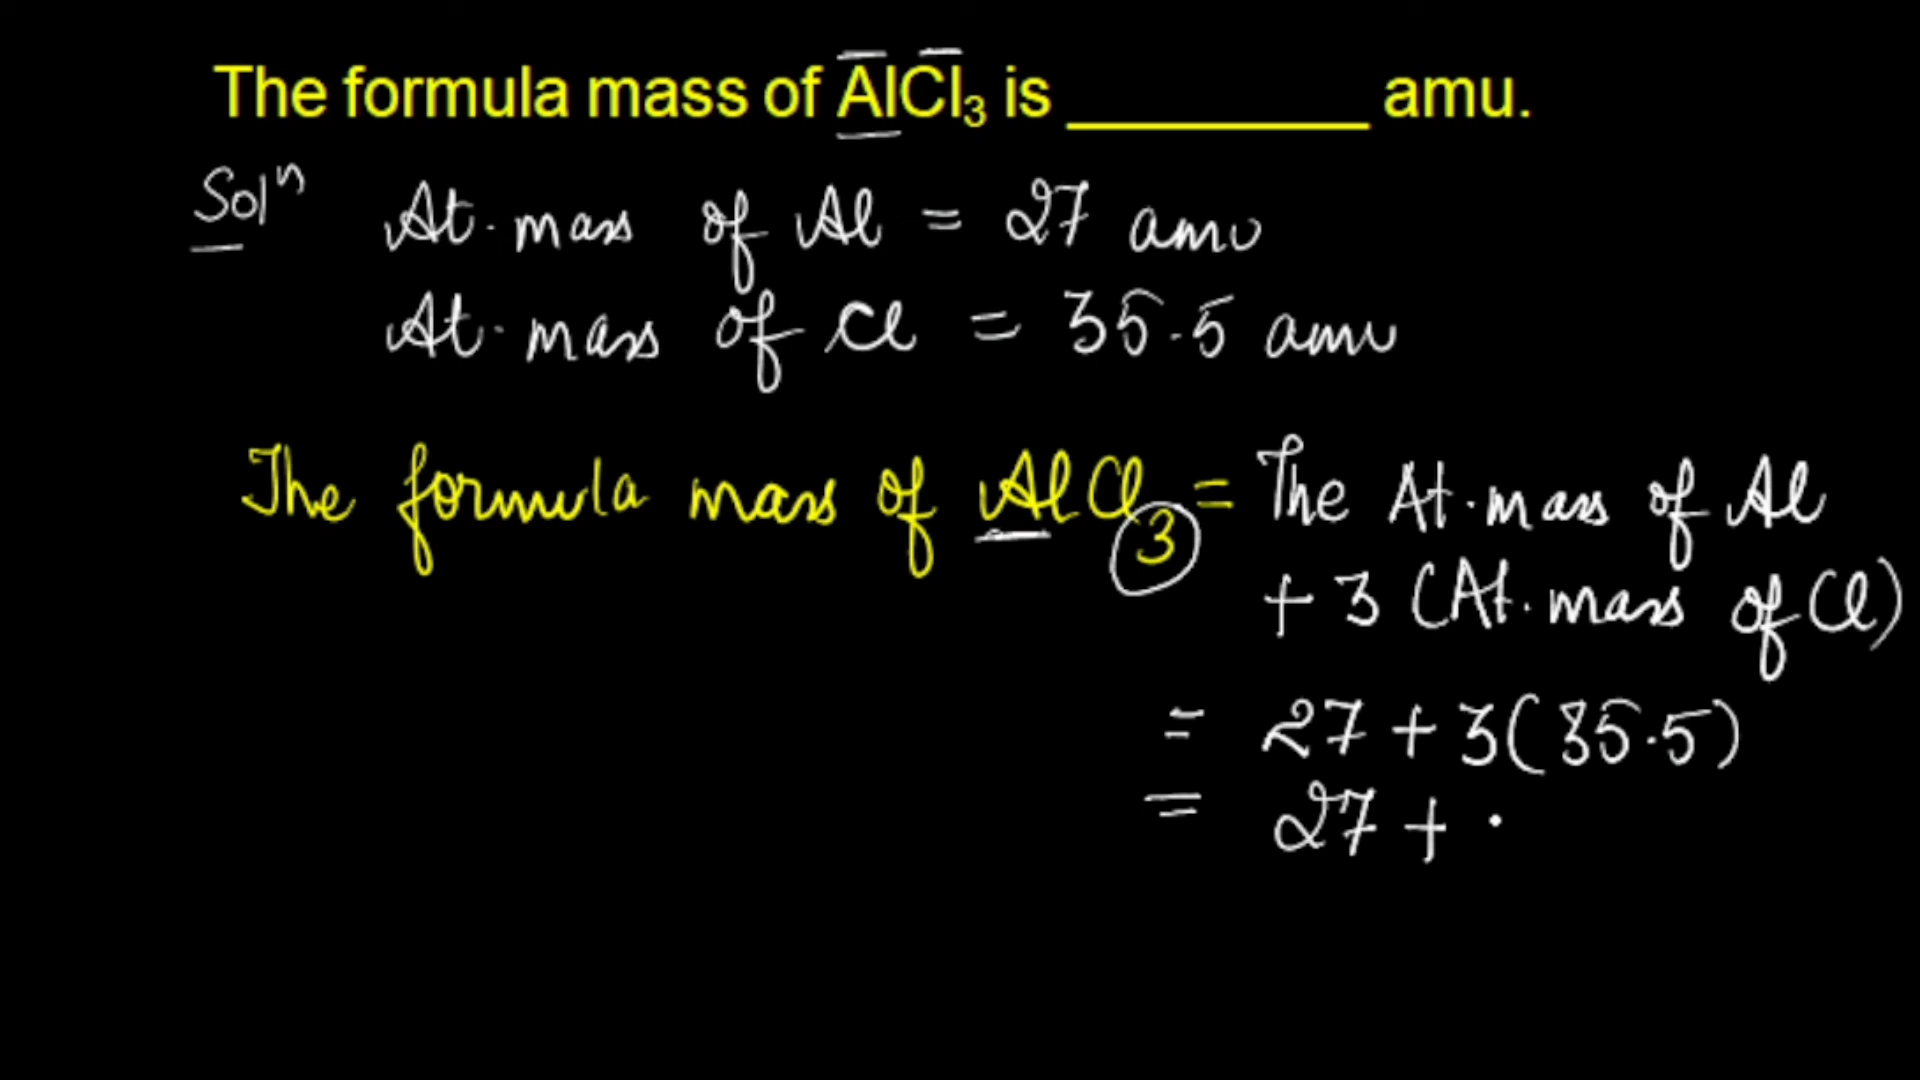 The formula mass of AlCl₃ is _________ amu.
Solⁿ At. mass of Al = 27 amu
At. mass of Cl = 35.5 amu
The formula mass of AlCl₃ = The At. mass of Al
+ 3 (At. mass of Cl)
= 27 + 3(35.5)
= 27 + .